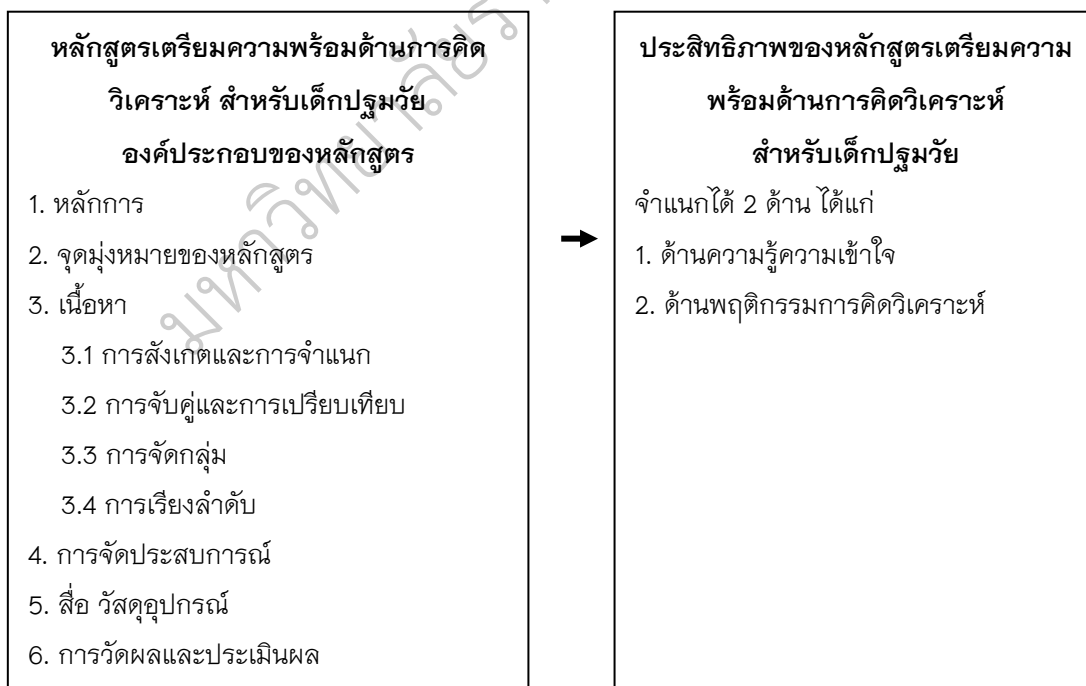 หลักสูตรเตรียมความพร้อมด้านการคิด
วิเคราะห์ สำหรับเด็กปฐมวัย
องค์ประกอบของหลักสูตร
1. หลักการ
2. จุดมุ่งหมายของหลักสูตร
3. เนื้อหา
3.1 การสังเกตและการจำแนก
3.2 การจับคู่และการเปรียบเทียบ
3.3 การจัดกลุ่ม
3.4 การเรียงลำดับ
4. การจัดประสบการณ์
5. สื่อ วัสดุอุปกรณ์
6. การวัดผลและประเมินผล
ประสิทธิภาพของหลักสูตรเตรียมความ
พร้อมด้านการคิดวิเคราะห์
สำหรับเด็กปฐมวัย
จำแนกได้ 2 ด้าน ได้แก่
1. ด้านความรู้ความเข้าใจ
2. ด้านพฤติกรรมการคิดวิเคราะห์
มหาวิทยาลัยร